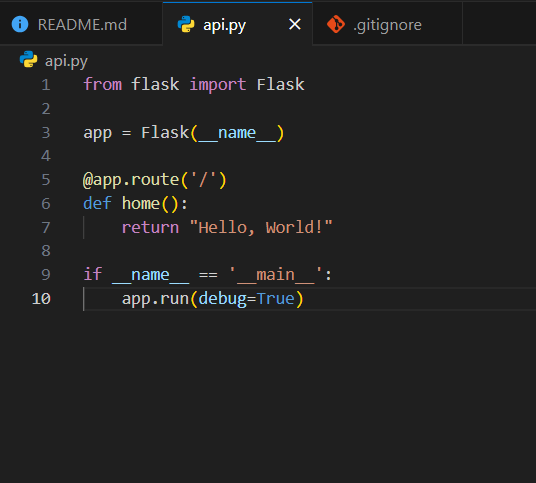 README.md api.py .gitignore
api.py
1 from flask import Flask
2
3 app = Flask(__name__)
4
5 @app.route('/')
6 def home():
7     return "Hello, World!"
8
9 if __name__ == '__main__':
10     app.run(debug=True)